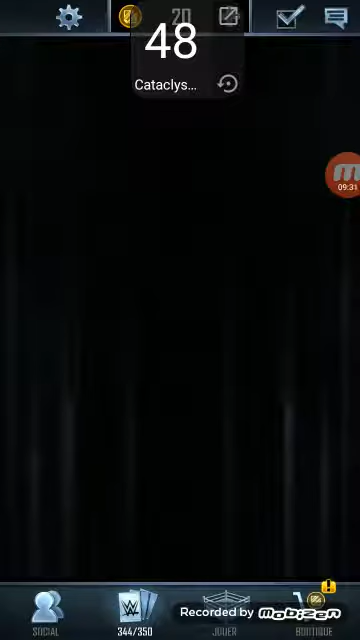 20
48
Cataclys...
09:31
SOCIAL
344/350
JOUER
BOUTIQUE
Recorded by mobizen